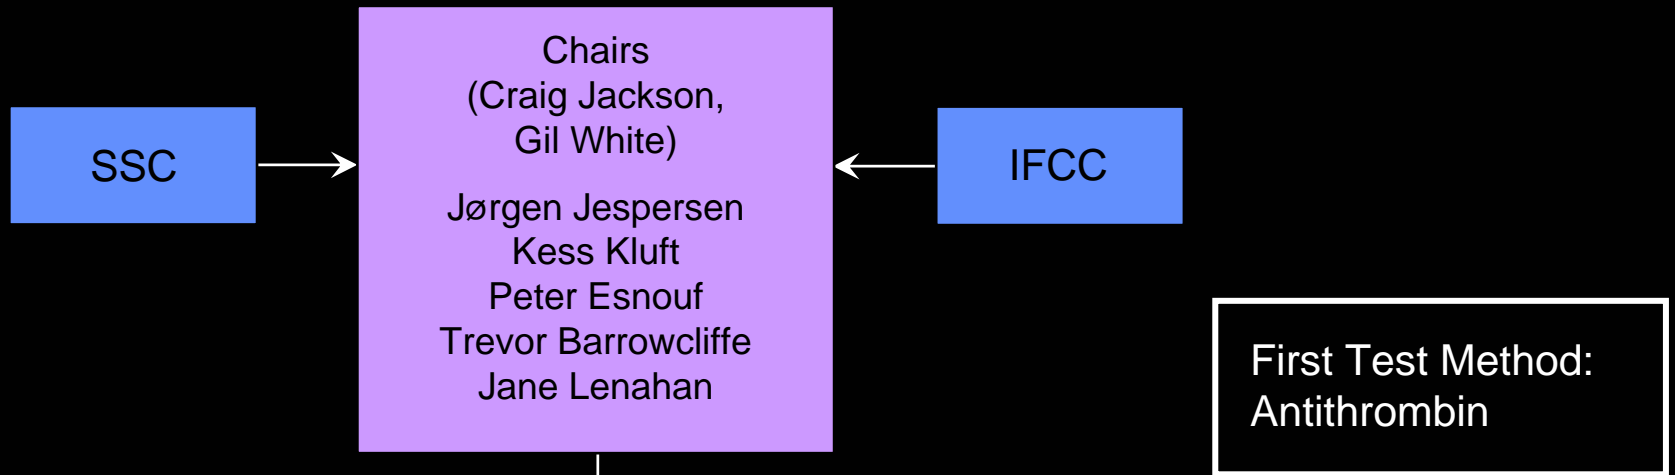 SSC
Chairs
(Craig Jackson,
Gil White)
Jørgen Jespersen
Kess Kluft
Peter Esnouf
Trevor Barrowcliffe
Jane Lenahan
IFCC
First Test Method:
Antithrombin